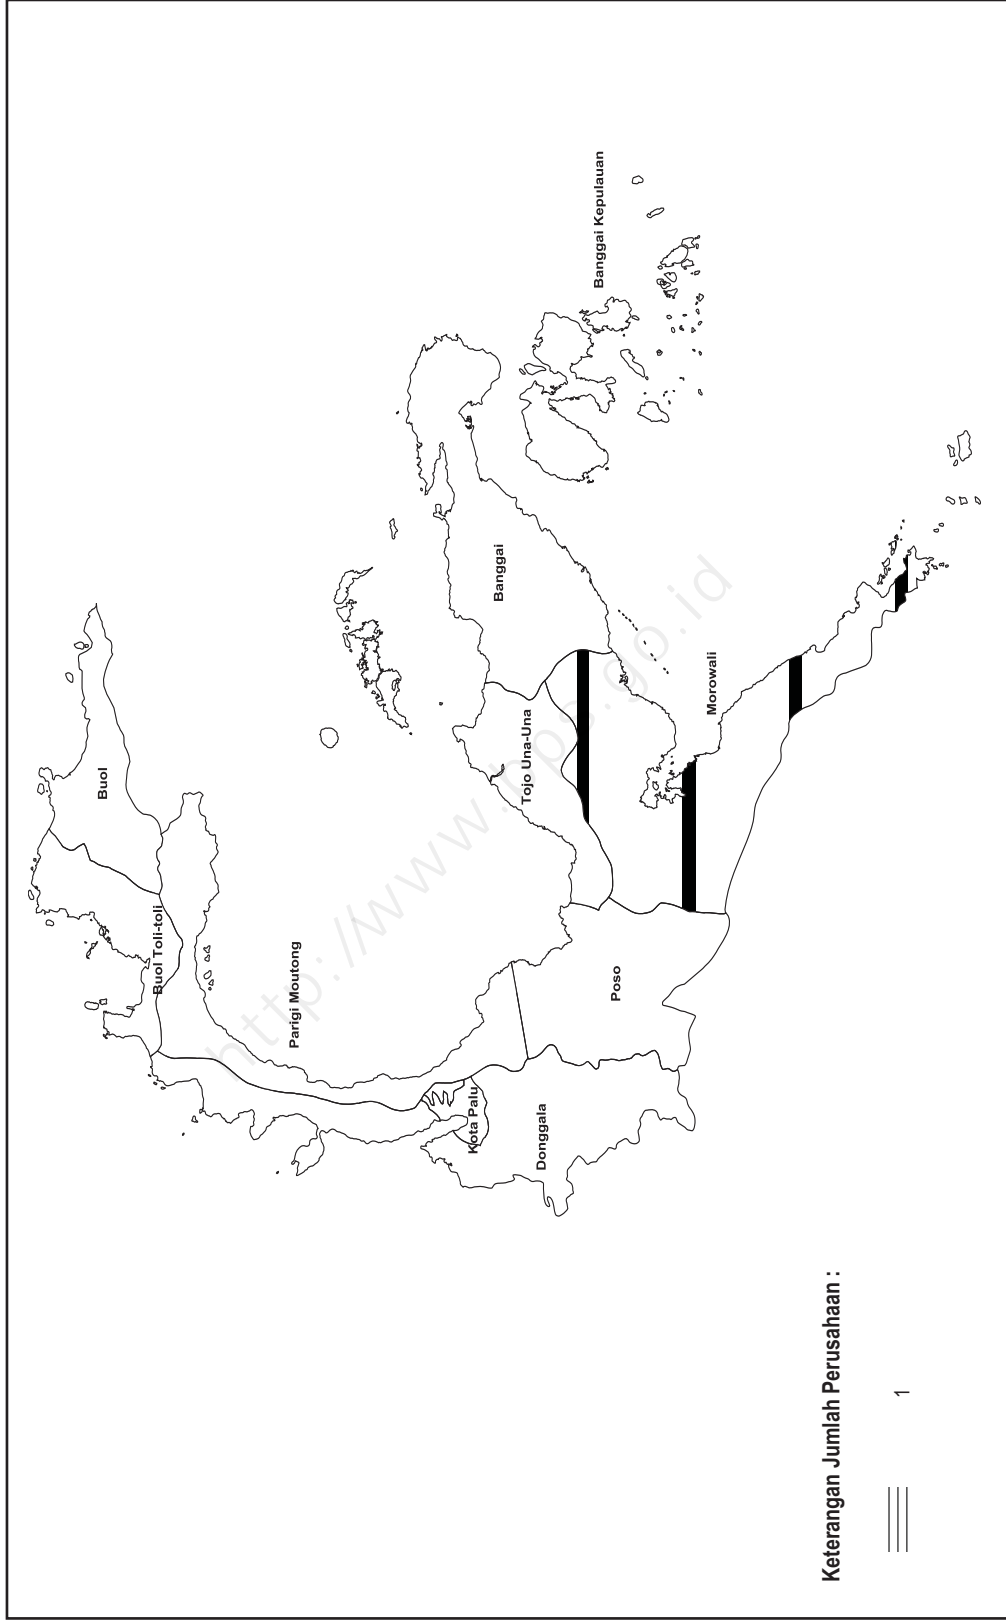 Buol
Buol Toli-toli
Parigi Moutong
Kota Palu
Donggala
Poso
Tojo Una-Una
Banggai
Banggai Kepulauan
Morowali
http://www.bps.go.id
Keterangan Jumlah Perusahaan :
1